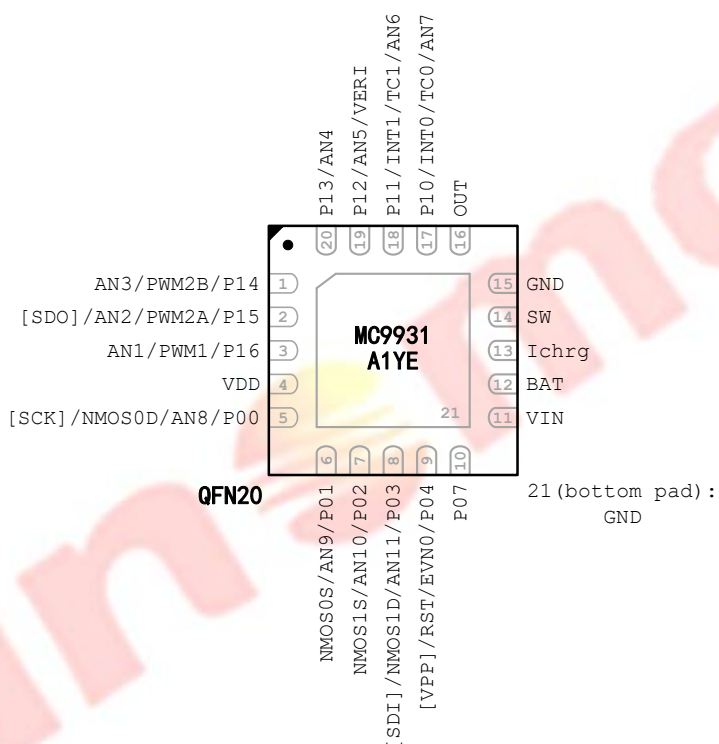 P13/AN4
P12/AN5/VERI
P11/INT1/TC1/AN6
P10/INT0/TC0/AN7
OUT
20
19
18
17
16
AN3/PWM2B/P14
1
[SDO]/AN2/PWM2A/P15
2
AN1/PWM1/P16
3
VDD
4
[SCK]/NMOS0D/AN8/P00
5
MC9931
A1YE
21
15
GND
14
SW
13
Ichrg
12
BAT
11
VIN
6
7
8
9
10
QFN20
NMOS0S/AN9/P01
NMOS1S/AN10/P02
[SDI]/NMOS1D/AN11/P03
[VPP]/RST/EVN0/P04
P07
21(bottom pad):
GND